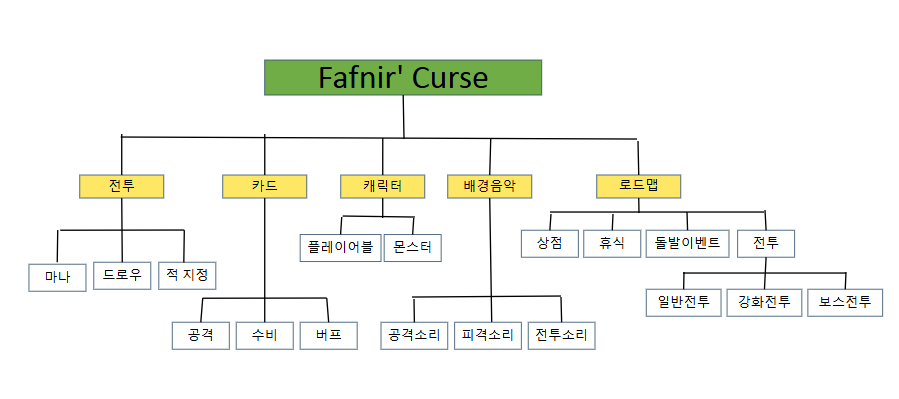 Fafnir' Curse
전투
카드
캐릭터
배경음악
로드맵
마나
드로우
적 지정
공격
수비
버프
플레이어블
몬스터
공격소리
피격소리
전투소리
상점
휴식
돌발이벤트
전투
일반전투
강화전투
보스전투